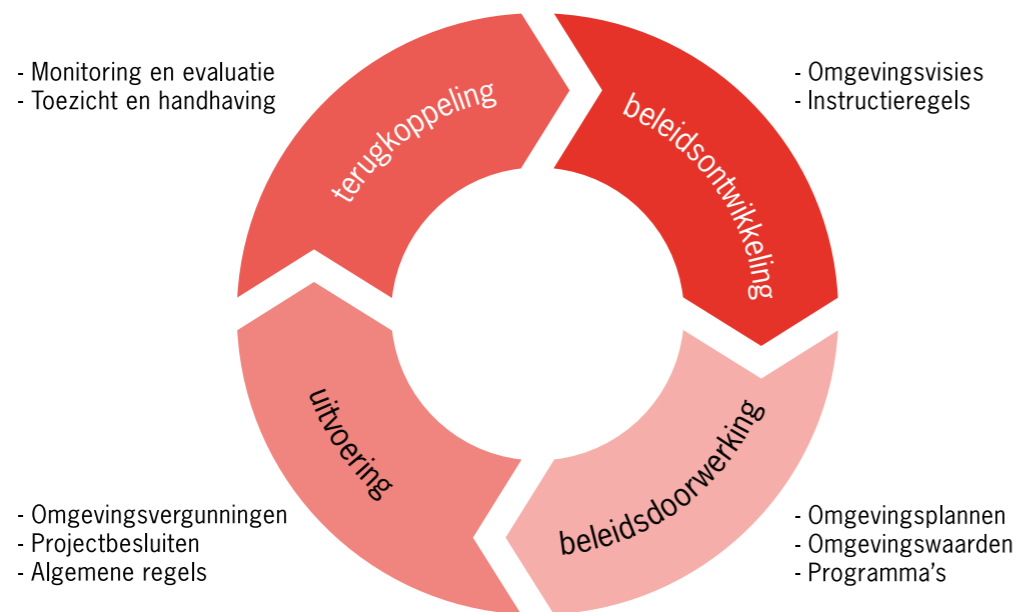 - Monitoring en evaluatie
- Toezicht en handhaving
terugkoppeling
beleidsontwikkeling
- Omgevingsvisies
- Instructieregels
uitvoering
beleidsdoorwerking
- Omgevingsvergunningen
- Projectbesluiten
- Algemene regels
- Omgevingsplannen
- Omgevingswaarden
- Programma's